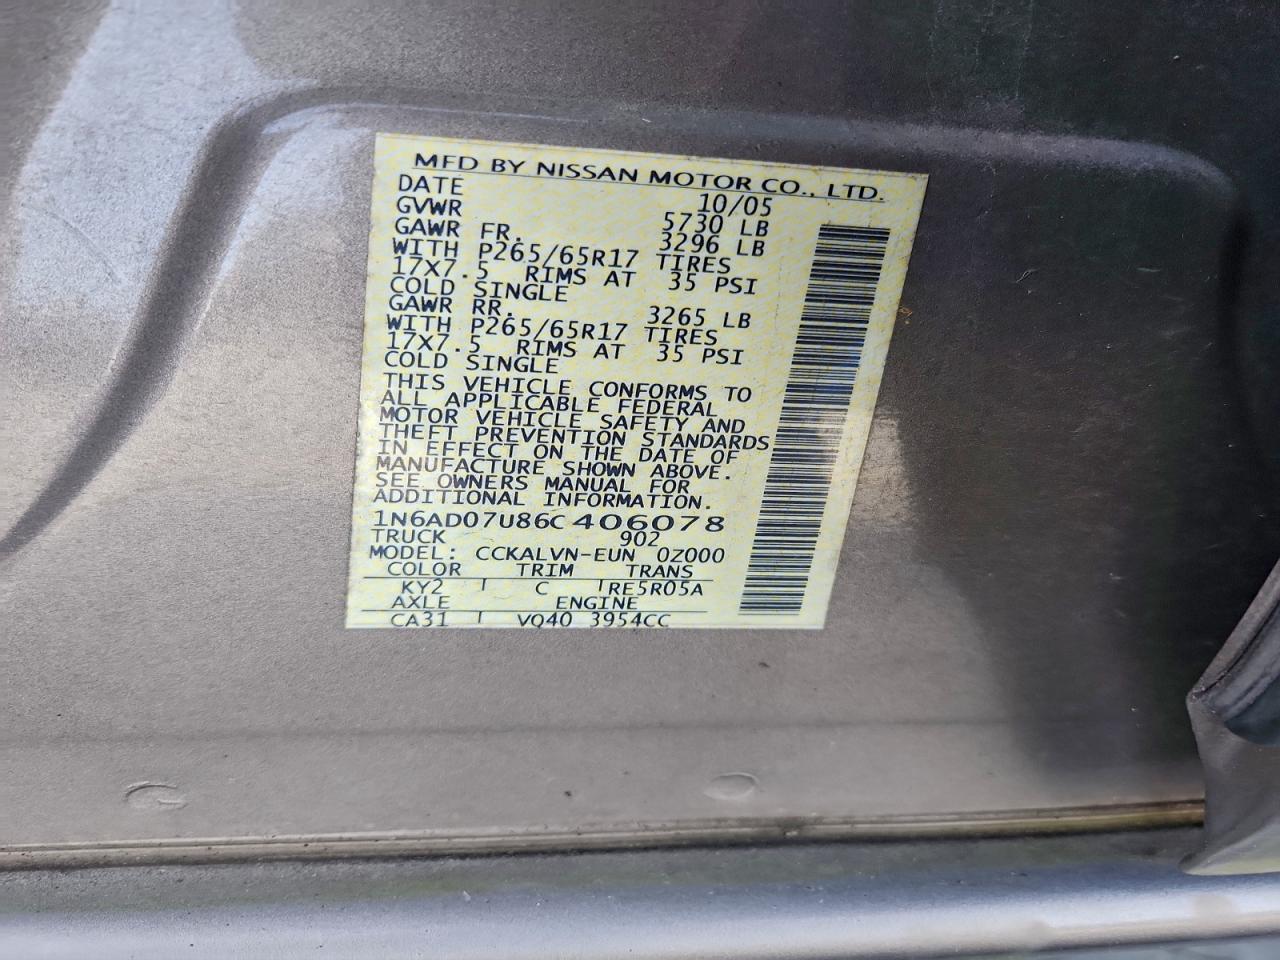 MFD BY NISSAN MOTOR CO., LTD.
DATE 10/05
GVWR 5730 LB
GAWR FR. 3296 LB
WITH P265/65R17 TIRES
17X7.5 RIMS AT 35 PSI
COLD SINGLE
GAWR RR. 3265 LB
WITH P265/65R17 TIRES
17X7.5 RIMS AT 35 PSI
COLD SINGLE
THIS VEHICLE CONFORMS TO
ALL APPLICABLE FEDERAL
MOTOR VEHICLE SAFETY AND
THEFT PREVENTION STANDARDS
IN EFFECT ON THE DATE OF
MANUFACTURE SHOWN ABOVE.
SEE OWNERS MANUAL FOR
ADDITIONAL INFORMATION.
1N6AD07U86C406078
TRUCK 902
MODEL: CCKALVN-EUN 0Z000
COLOR TRIM TRANS
KY2 C RE5R05A
AXLE ENGINE
CA31 VQ40 3954CC